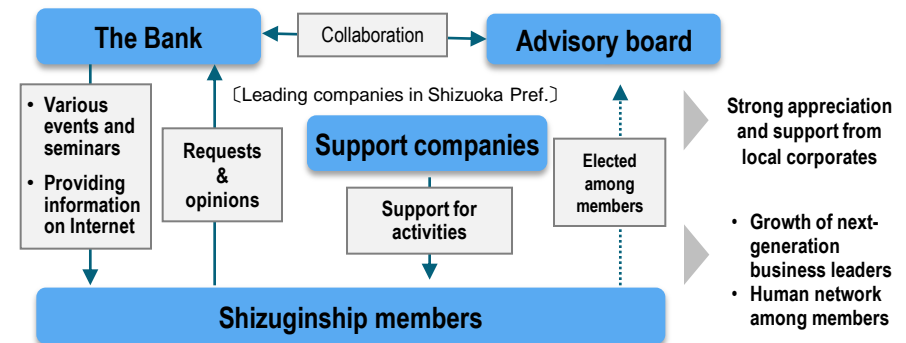 The Bank
Collaboration
Advisory board
• Various
events and
seminars
• Providing
information
on Internet
Requests
&
opinions
〔Leading companies in Shizuoka Pref.〕
Support companies
Support for
activities
Elected
among
members
Strong appreciation
and support from
local corporates
• Growth of next-
generation
business leaders
• Human network
among members
Shizuginship members